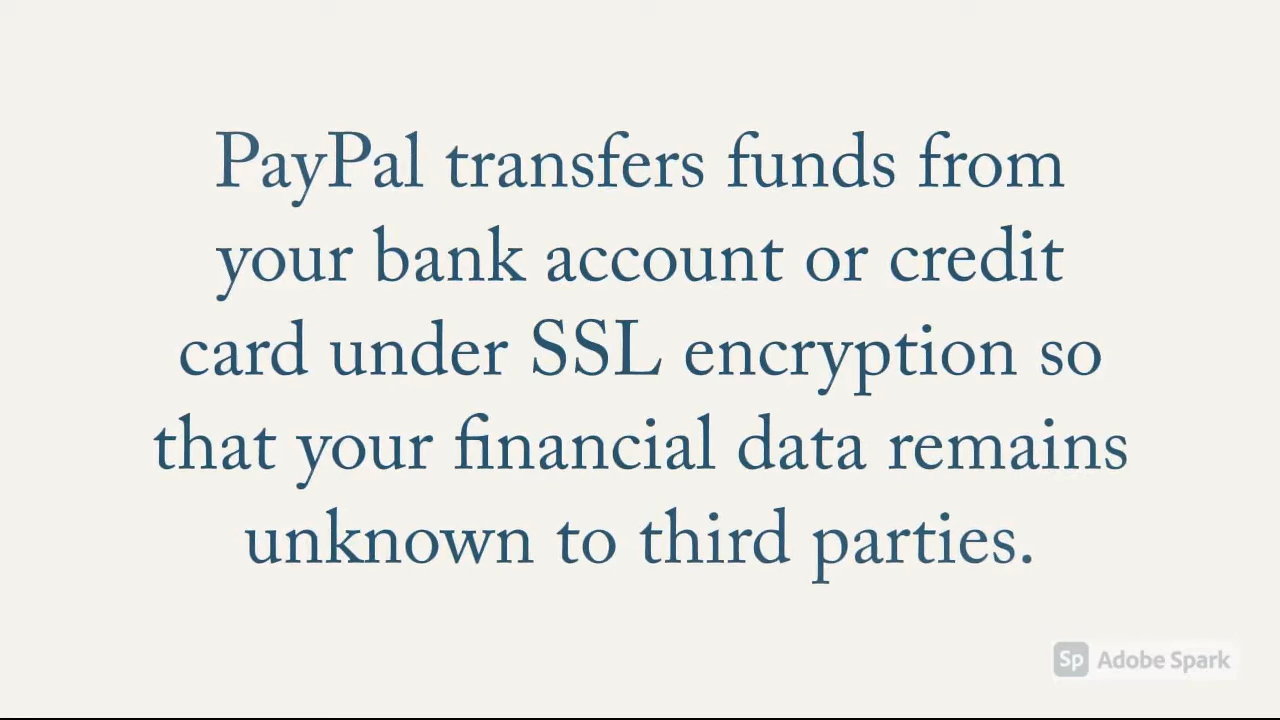 PayPal transfers funds from
your bank account or credit
card under SSL encryption so
that your financial data remains
unknown to third parties.
Sp Adobe Spark